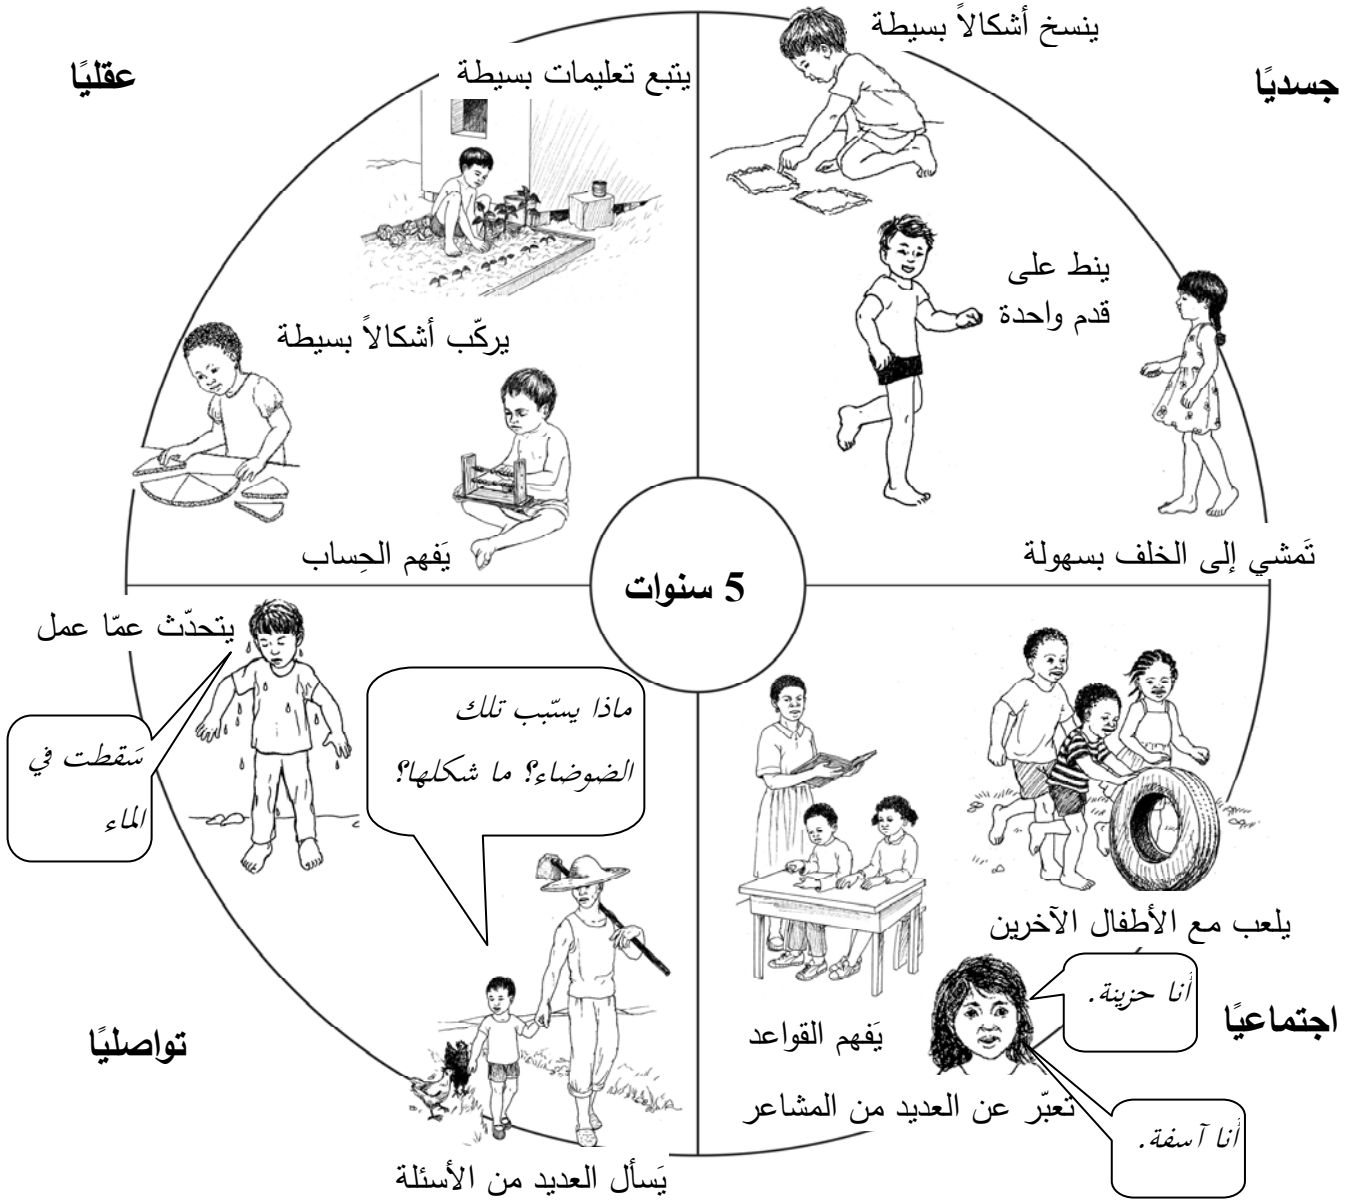 جسديًا
ينسخ أشكالاً بسيطة
ينط على
قدم واحدة
تَمشي إلى الخلف بسهولة
عقليًا
يتبع تعليمات بسيطة
يركّب أشكالاً بسيطة
يَفهم الحِساب
5 سنوات
يتحدّث عمّا عمل
سَقطت في
الماء
ماذا يسبّب تلك
الضوضاء؟ ما شكلها؟
تواصليًا
يَسأل العديد من الأسئلة
يلعب مع الأطفال الآخرين
أنا حزينة.
اجتماعيًا
يَفهم القواعد
تعبّر عن العديد من المشاعر
أنا آسفة.